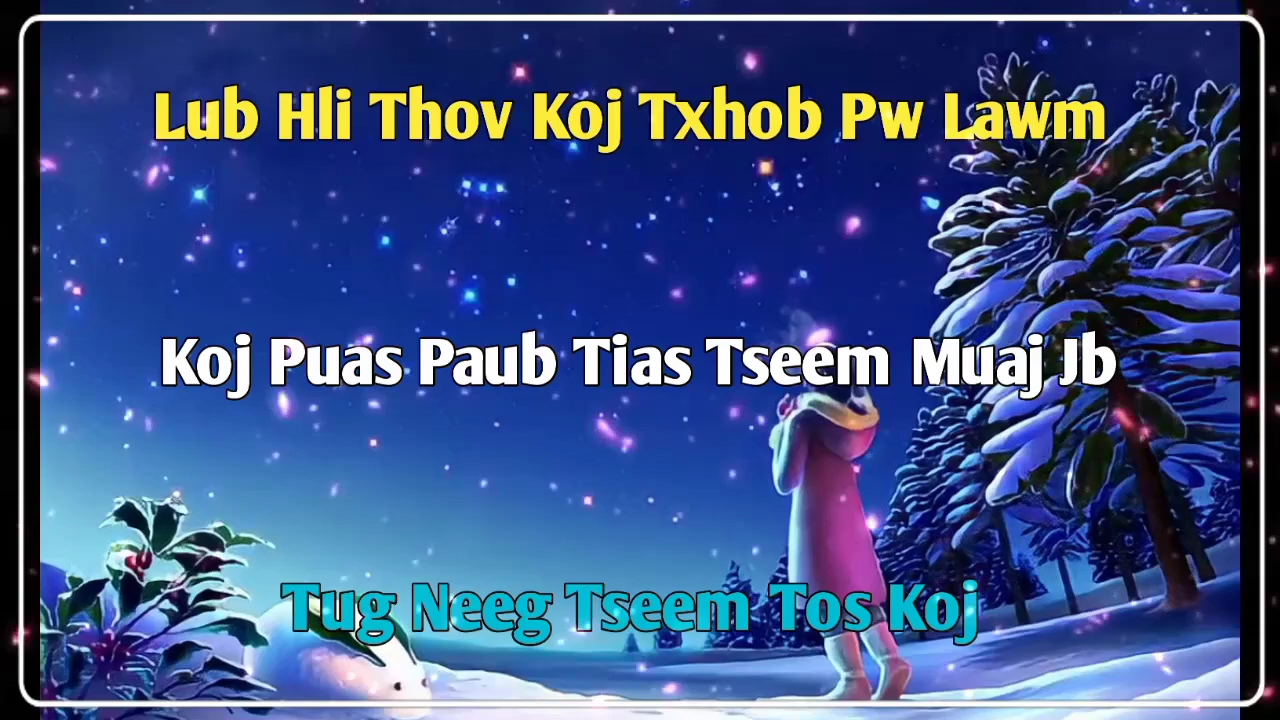 Lub Hli Thov Koj Txhob Pw Lawm
Koj Puas Paub Tias Tseem Muaj Jb
Tug Neeg Tseem Tos Koj